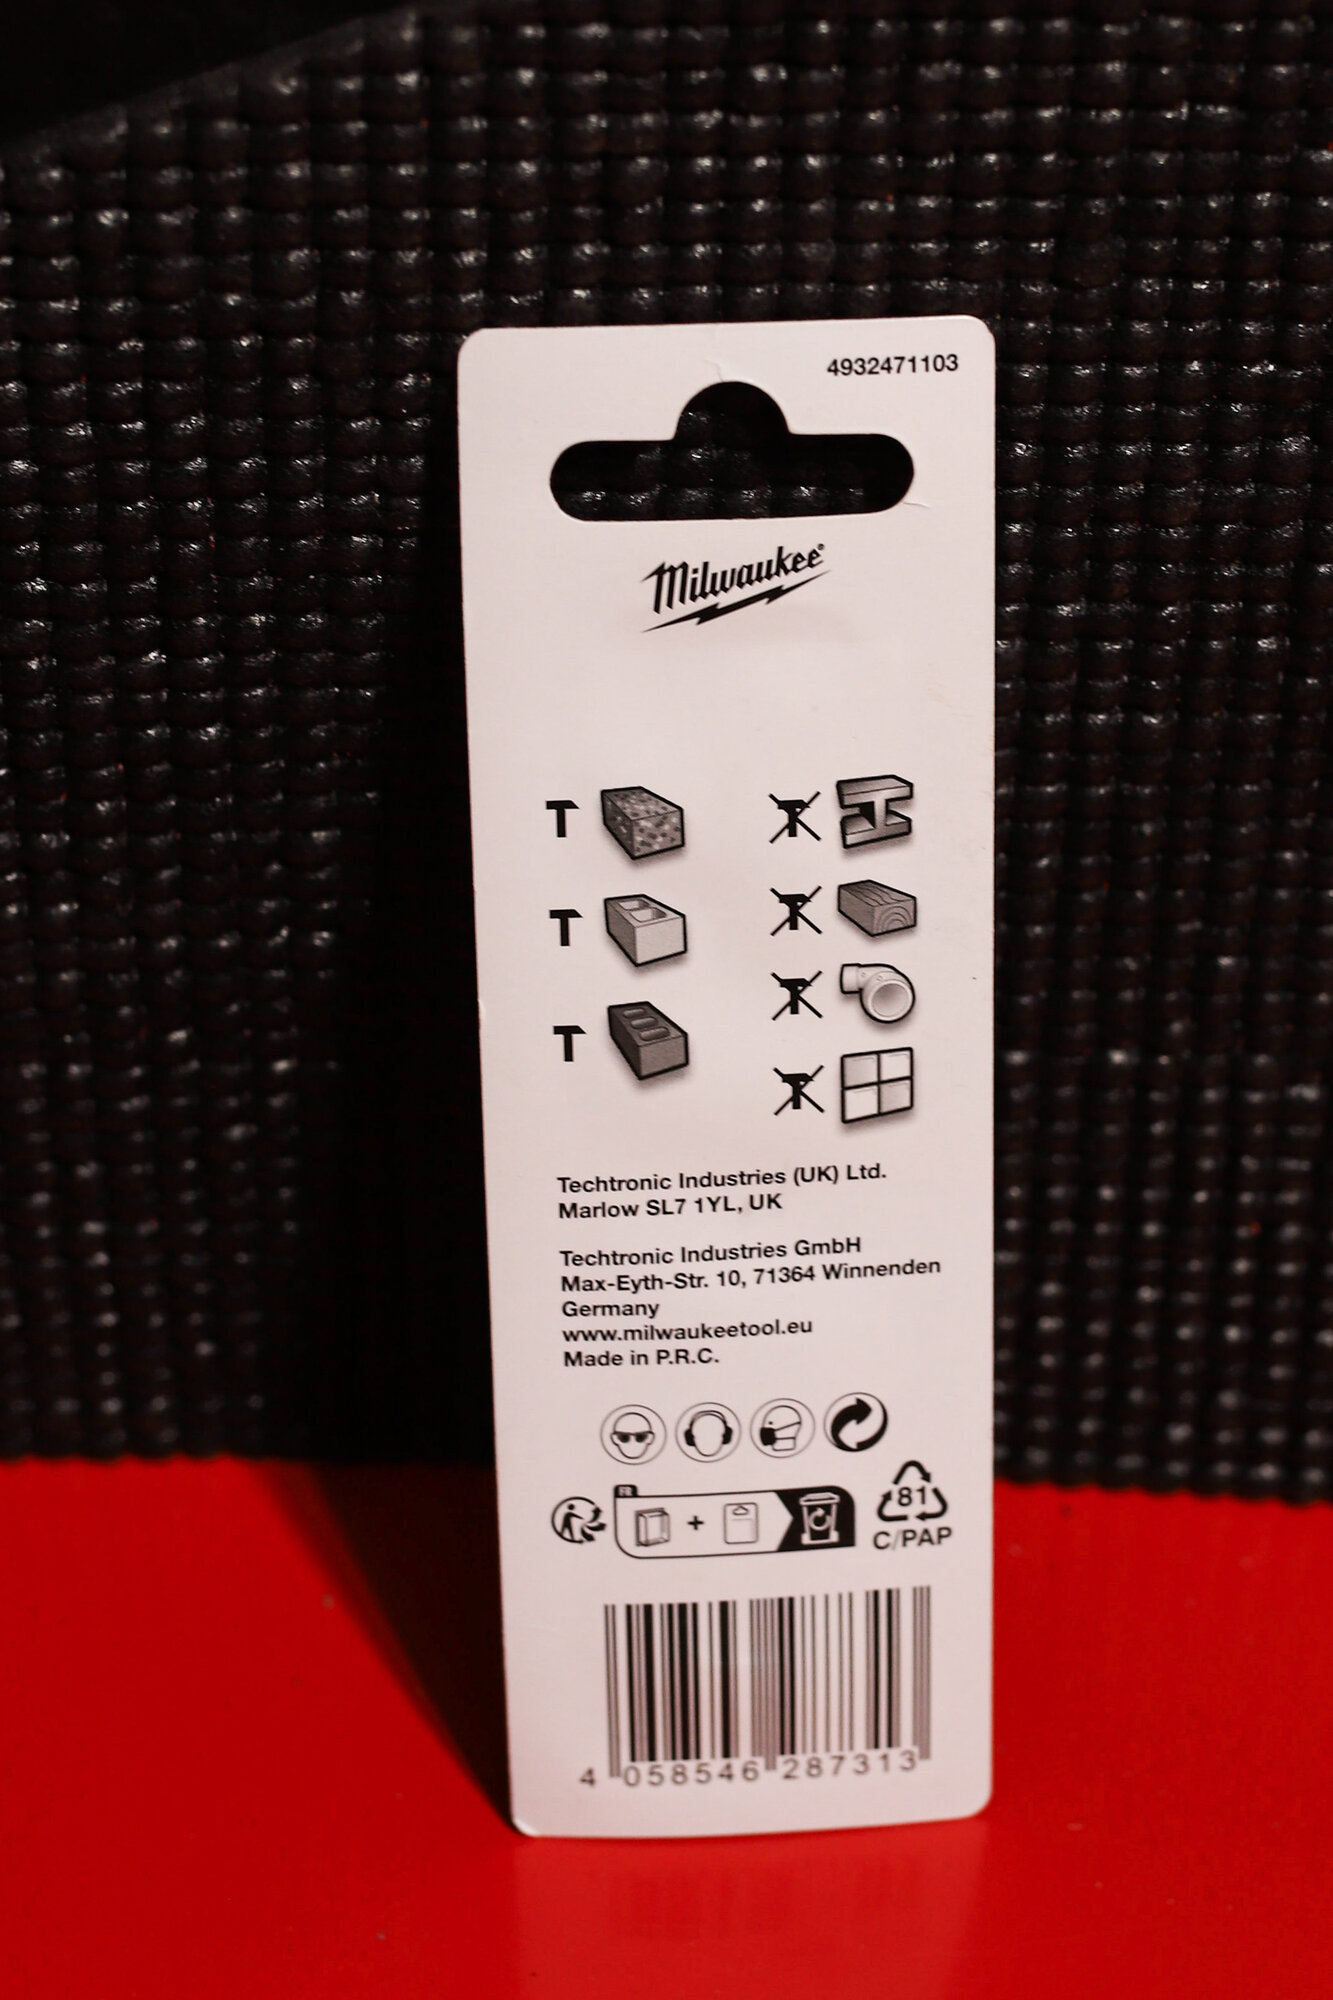 4932471103
Milwaukee®
Techtronic Industries (UK) Ltd.
Marlow SL7 1YL, UK
Techtronic Industries GmbH
Max-Eyth-Str. 10, 71364 Winnenden
Germany
www.milwaukeetool.eu
Made in P.R.C.
FR
+
81
C/PAP
4 058546 287313